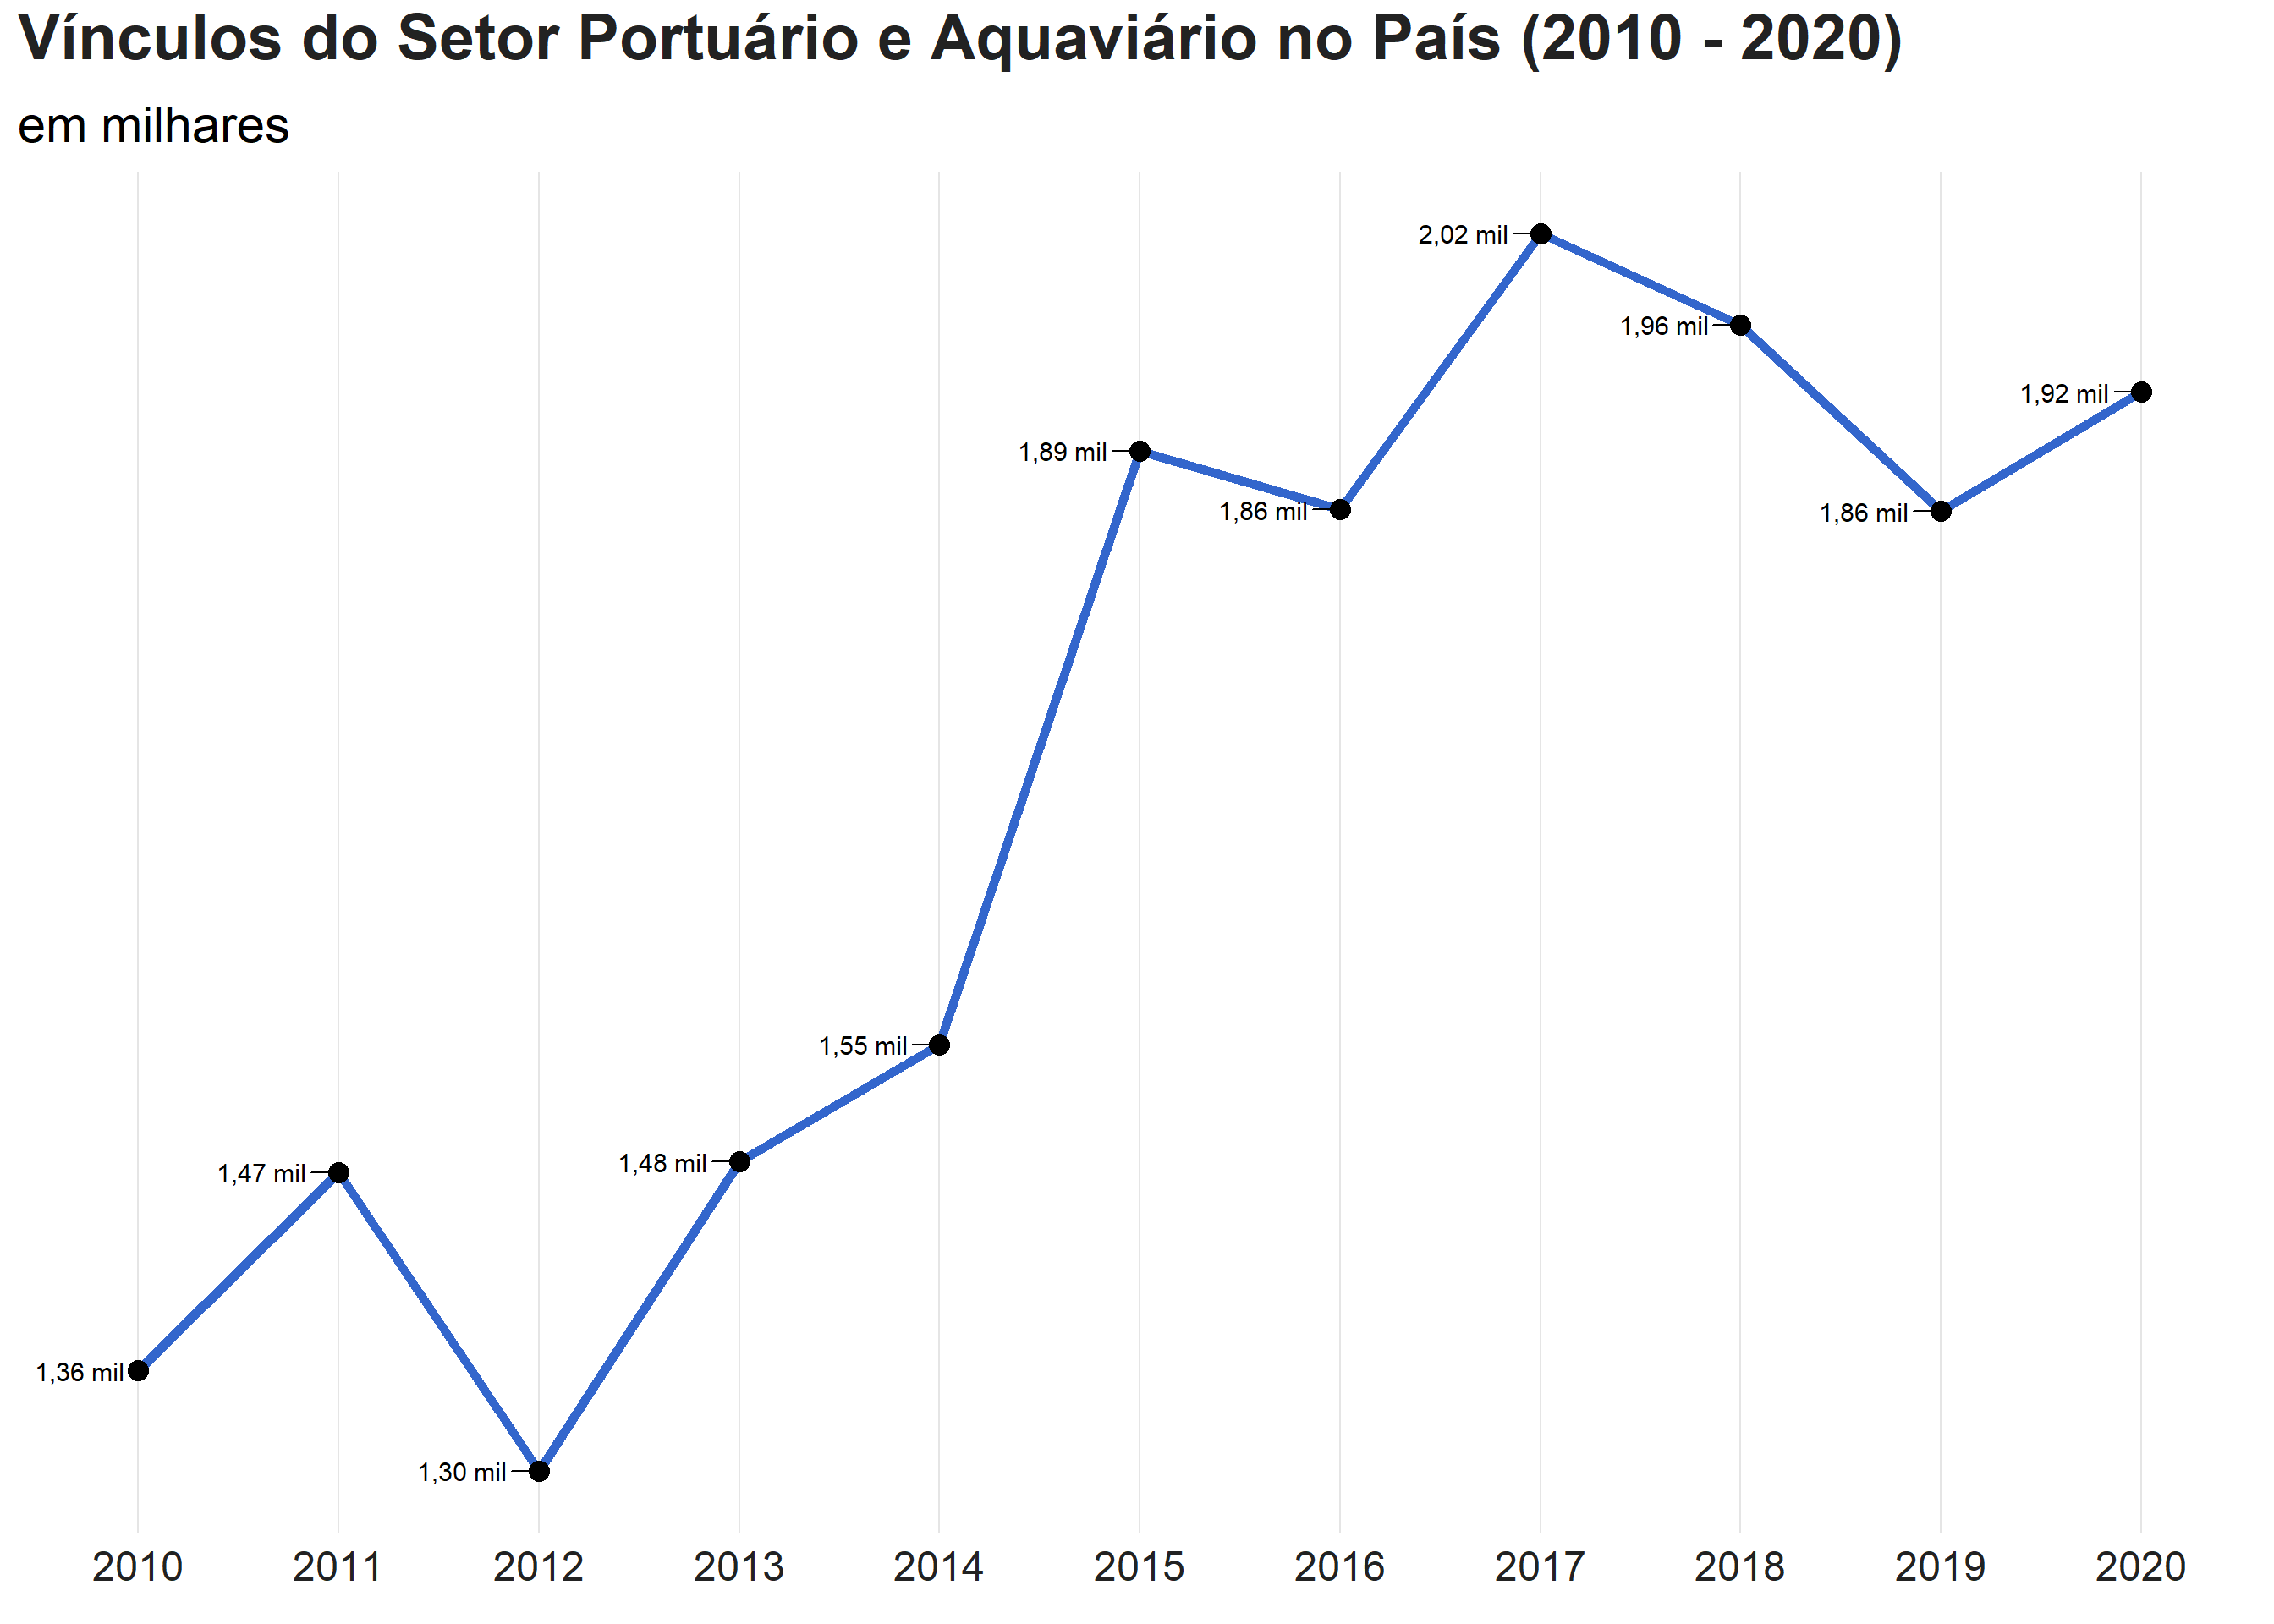 Vínculos do Setor Portuário e Aquaviário no País (2010 - 2020)
em milhares
2,02 mil
1,96 mil
1,92 mil
1,89 mil
1,86 mil
1,86 mil
1,55 mil
1,48 mil
1,47 mil
1,36 mil
1,30 mil
2010 2011 2012 2013 2014 2015 2016 2017 2018 2019 2020